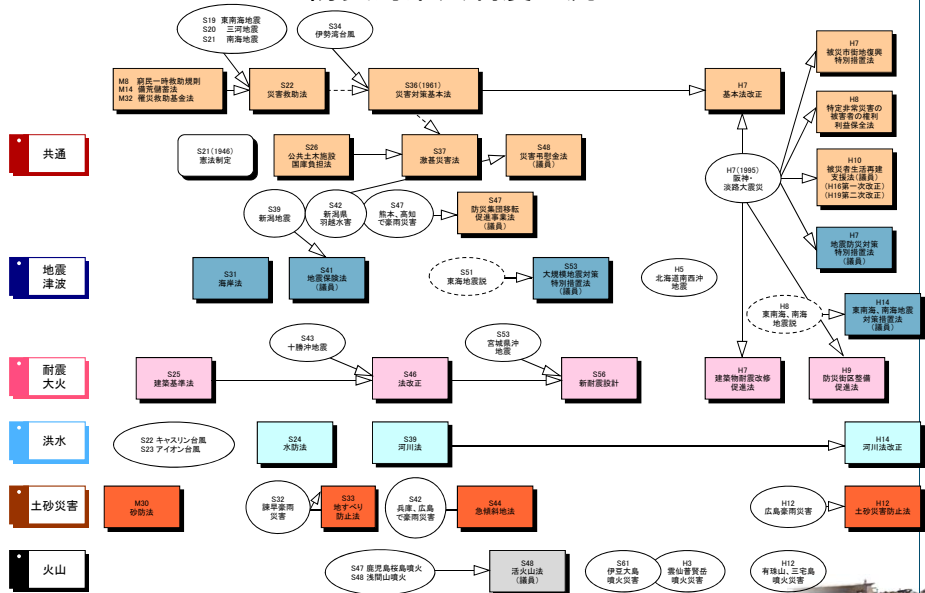 S19 東南海地震
S20 三河地震
S21 南海地震
S34
伊勢湾台風
H7
被災市街地復興
特別措置法
M8 窮民一時救助規則
M14 備荒儲蓄法
M32 罹災救助基金法
S22
災害救助法
S36(1961)
災害対策基本法
H7
基本法改正
H8
特定非常災害の
被害者の権利
利益保全法
共通
S21(1946)
憲法制定
S26
公共土木施設
国庫負担法
S37
激甚災害法
S48
災害弔慰金法
(議員)
H7(1995)
阪神・
淡路大震災
H10
被災者生活再建
支援法(議員)
(H16第一次改正)
(H19第二次改正)
S39
新潟地震
S42
新潟県
羽越水害
S47
熊本、高知
で豪雨災害
S47
防災集団移転
促進事業法
(議員)
H7
地震防災対策
特別措置法
(議員)
地震
津波
S31
海岸法
S41
地震保険法
(議員)
S51
東海地震説
S53
大規模地震対策
特別措置法
(議員)
H5
北海道南西沖
地震
H8
東南海、南海
地震説
H14
東南海、南海地震
対策措置法
(議員)
耐震
大火
S43
十勝沖地震
S53
宮城県沖
地震
S25
建築基準法
S46
法改正
S56
新耐震設計
H7
建築物耐震改修
促進法
H9
防災街区整備
促進法
洪水
S22 キャスリン台風
S23 アイオン台風
S24
水防法
S39
河川法
H14
河川法改正
土砂災害
M30
砂防法
S32
諫早豪雨
災害
S33
地すべり
防止法
S42
兵庫、広島
で豪雨災害
S44
急傾斜地法
H12
広島豪雨災害
H12
土砂災害防止法
火山
S47 鹿児島桜島噴火
S48 浅間山噴火
S48
活火山法
(議員)
S61
伊豆大島
噴火災害
H3
雲仙普賢岳
噴火災害
H12
有珠山、三宅島
噴火災害